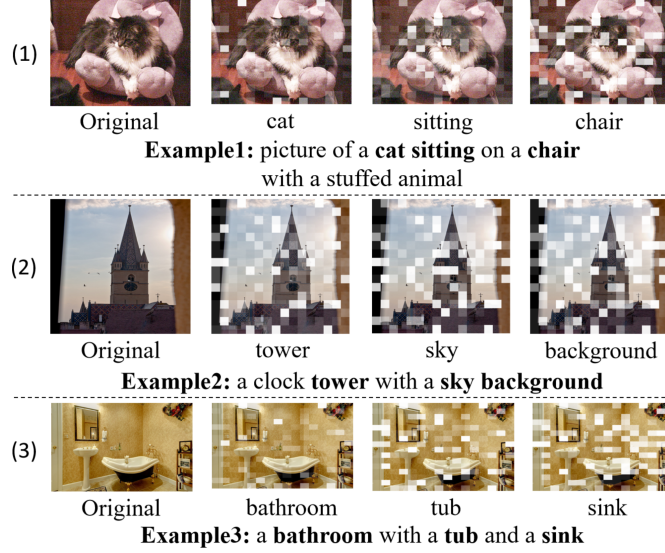 (1)
Original cat sitting chair
Example1: picture of a cat sitting on a chair
with a stuffed animal
(2)
Original tower sky background
Example2: a clock tower with a sky background
(3)
Original bathroom tub sink
Example3: a bathroom with a tub and a sink